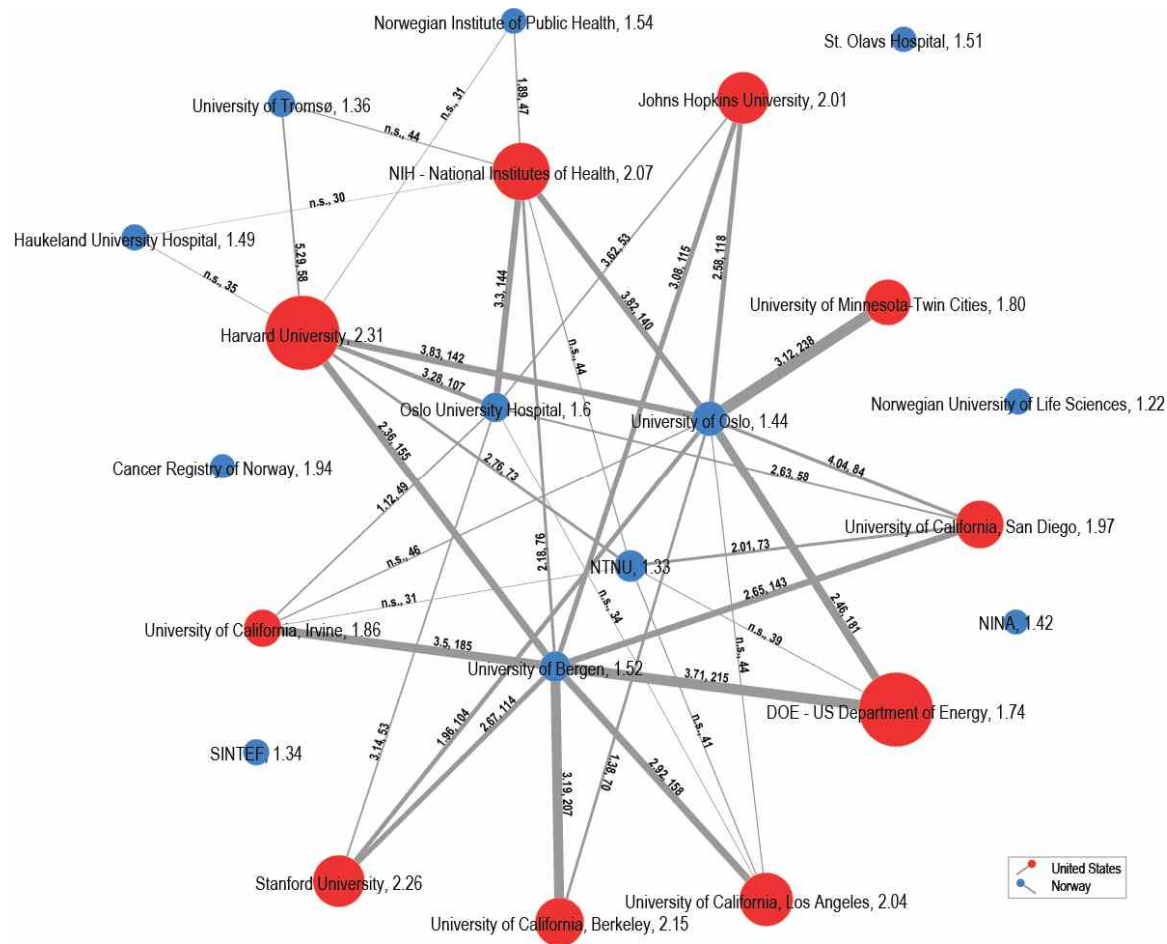 Norwegian Institute of Public Health, 1.54
St. Olavs Hospital, 1.51
1.89, 47
n.s., 31
Johns Hopkins University, 2.01
University of Tromsø, 1.36
n.s., 44
NIH - National Institutes of Health, 2.07
n.s., 30
Haukeland University Hospital, 1.49
3.62, 53
5.29, 58
3.08, 115
2.58, 118
n.s., 35
3.3, 144
3.82, 140
University of Minnesota-Twin Cities, 1.80
Harvard University, 2.31
n.s., 44
3.12, 238
3.83, 142
3.28, 107
Oslo University Hospital, 1.6
University of Oslo, 1.44
Norwegian University of Life Sciences, 1.22
2.36, 155
Cancer Registry of Norway, 1.94
2.76, 73
4.04, 84
2.63, 58
1.12, 49
University of California, San Diego, 1.97
n.s., 46
2.18, 76
2.01, 73
NTNU, 1.33
2.65, 143
n.s., 31
n.s., 34
2.46, 181
NINA, 1.42
University of California, Irvine, 1.86
n.s., 39
3.5, 185
University of Bergen, 1.52
n.s., 44
3.71, 215
DOE - US Department of Energy, 1.74
1.96, 104
2.67, 114
n.s., 41
SINTEF, 1.34
3.14, 53
1.38, 70
2.92, 158
3.19, 207
United States
Norway
Stanford University, 2.26
University of California, Los Angeles, 2.04
University of California, Berkeley, 2.15